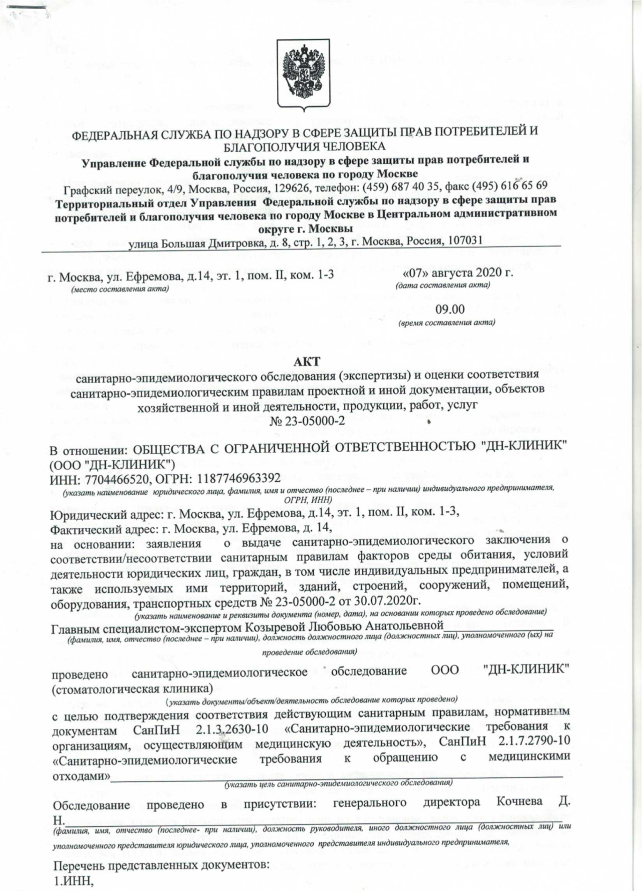 ФЕДЕРАЛЬНАЯ СЛУЖБА ПО НАДЗОРУ В СФЕРЕ ЗАЩИТЫ ПРАВ ПОТРЕБИТЕЛЕЙ И
БЛАГОПОЛУЧИЯ ЧЕЛОВЕКА
Управление Федеральной службы по надзору в сфере защиты прав потребителей и
благополучия человека по городу Москве
Графский переулок, 4/9, Москва, Россия, 129626, телефон: (459) 687 40 35, факс (495) 616 65 69
Территориальный отдел Управления Федеральной службы по надзору в сфере защиты прав
потребителей и благополучия человека по городу Москве в Центральном административном
округе г. Москвы
улица Большая Дмитровка, д. 8, стр. 1, 2, 3, г. Москва, Россия, 107031
г. Москва, ул. Ефремова, д.14, эт. 1, пом. II, ком. 1-3 «07» августа 2020 г.
(место составления акта) (дата составления акта)
09.00
(время составления акта)
АКТ
санитарно-эпидемиологического обследования (экспертизы) и оценки соответствия
санитарно-эпидемиологическим правилам проектной и иной документации, объектов
хозяйственной и иной деятельности, продукции, работ, услуг
№ 23-05000-2
В отношении: ОБЩЕСТВА С ОГРАНИЧЕННОЙ ОТВЕТСТВЕННОСТЬЮ "ДН-КЛИНИК"
(ООО "ДН-КЛИНИК")
ИНН: 7704466520, ОГРН: 1187746963392
(указать наименование юридического лица, фамилия, имя и отчество (последнее – при наличии) индивидуального предпринимателя,
ОГРН, ИНН)
Юридический адрес: г. Москва, ул. Ефремова, д.14, эт. 1, пом. II, ком. 1-3,
Фактический адрес: г. Москва, ул. Ефремова, д. 14,
на основании: заявления о выдаче санитарно-эпидемиологического заключения о
соответствии/несоответствии санитарным правилам факторов среды обитания, условий
деятельности юридических лиц, граждан, в том числе индивидуальных предпринимателей, а
также используемых ими территорий, зданий, строений, сооружений, помещений,
оборудования, транспортных средств № 23-05000-2 от 30.07.2020г.
(указать наименование и реквизиты документа (номер, дата), на основании которых проведено обследование)
Главным специалистом-экспертом Козыревой Любовью Анатольевной
(фамилия, имя, отчество (последнее – при наличии), должность должностного лица (должностных лиц), уполномоченного (ых) на
проведение обследования)
проведено санитарно-эпидемиологическое обследование ООО "ДН-КЛИНИК"
(стоматологическая клиника)
(указать документы/объект/деятельность обследование которых проведено)
с целью подтверждения соответствия действующим санитарным правилам, нормативным
документам СанПиН 2.1.3.2630-10 «Санитарно-эпидемиологические требования к
организациям, осуществляющим медицинскую деятельность», СанПиН 2.1.7.2790-10
«Санитарно-эпидемиологические требования к обращению с медицинскими
отходами»
(указать цель санитарно-эпидемиологического обследования)
Обследование проведено в присутствии: генерального директора Кочнева Д.
Н.
(фамилия, имя, отчество (последнее- при наличии), должность руководителя, иного должностного лица (должностных лиц) или
уполномоченного представителя юридического лица, уполномоченного представителя индивидуального предпринимателя,
Перечень представленных документов:
1.ИНН,